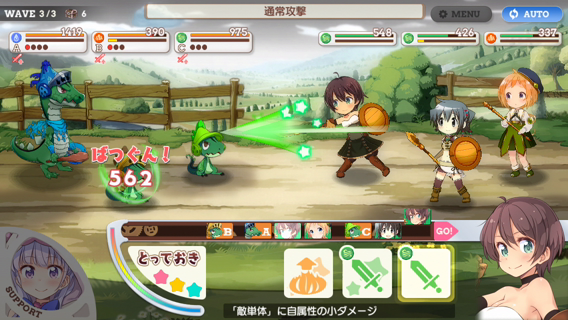 WAVE 3/3 6
通常攻撃
MENU
AUTO
1419
A
390
B
975
C
548
426
337
ばつぐん!
562
B A C GO!
とっておき
SUPPORT
「敵単体」に自属性の小ダメージ